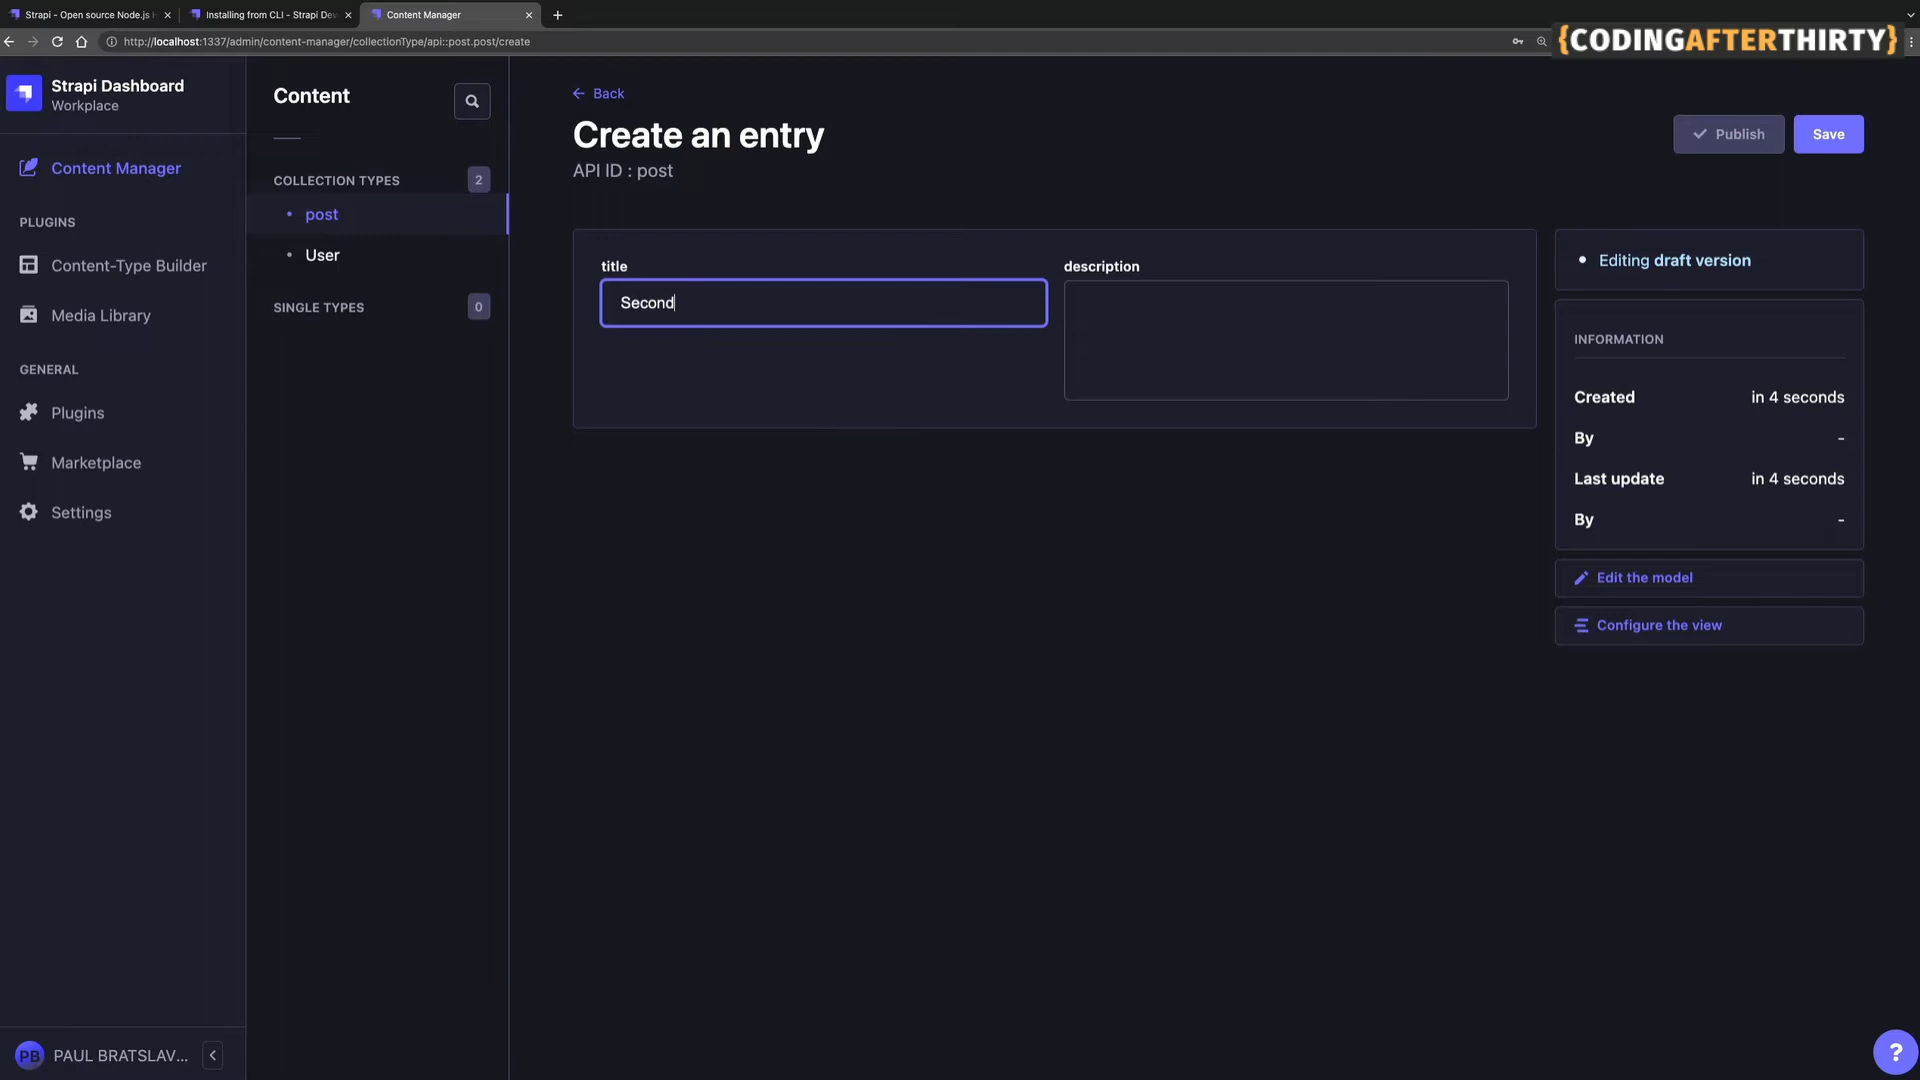 Strapi - Open source Node.js
Installing from CLI - Strapi Dev
Content Manager
http://localhost:1337/admin/content-manager/collectionType/api::post.post/create
{CODINGAFTERTHIRTY}
Strapi Dashboard
Workplace
Content Manager
PLUGINS
Content-Type Builder
Media Library
GENERAL
Plugins
Marketplace
Settings
PB
PAUL BRATSLAV...
Content
COLLECTION TYPES
2
post
User
SINGLE TYPES
0
Back
Create an entry
API ID : post
Publish
Save
title
Second
description
Editing draft version
INFORMATION
Created in 4 seconds
By -
Last update in 4 seconds
By -
Edit the model
Configure the view
?